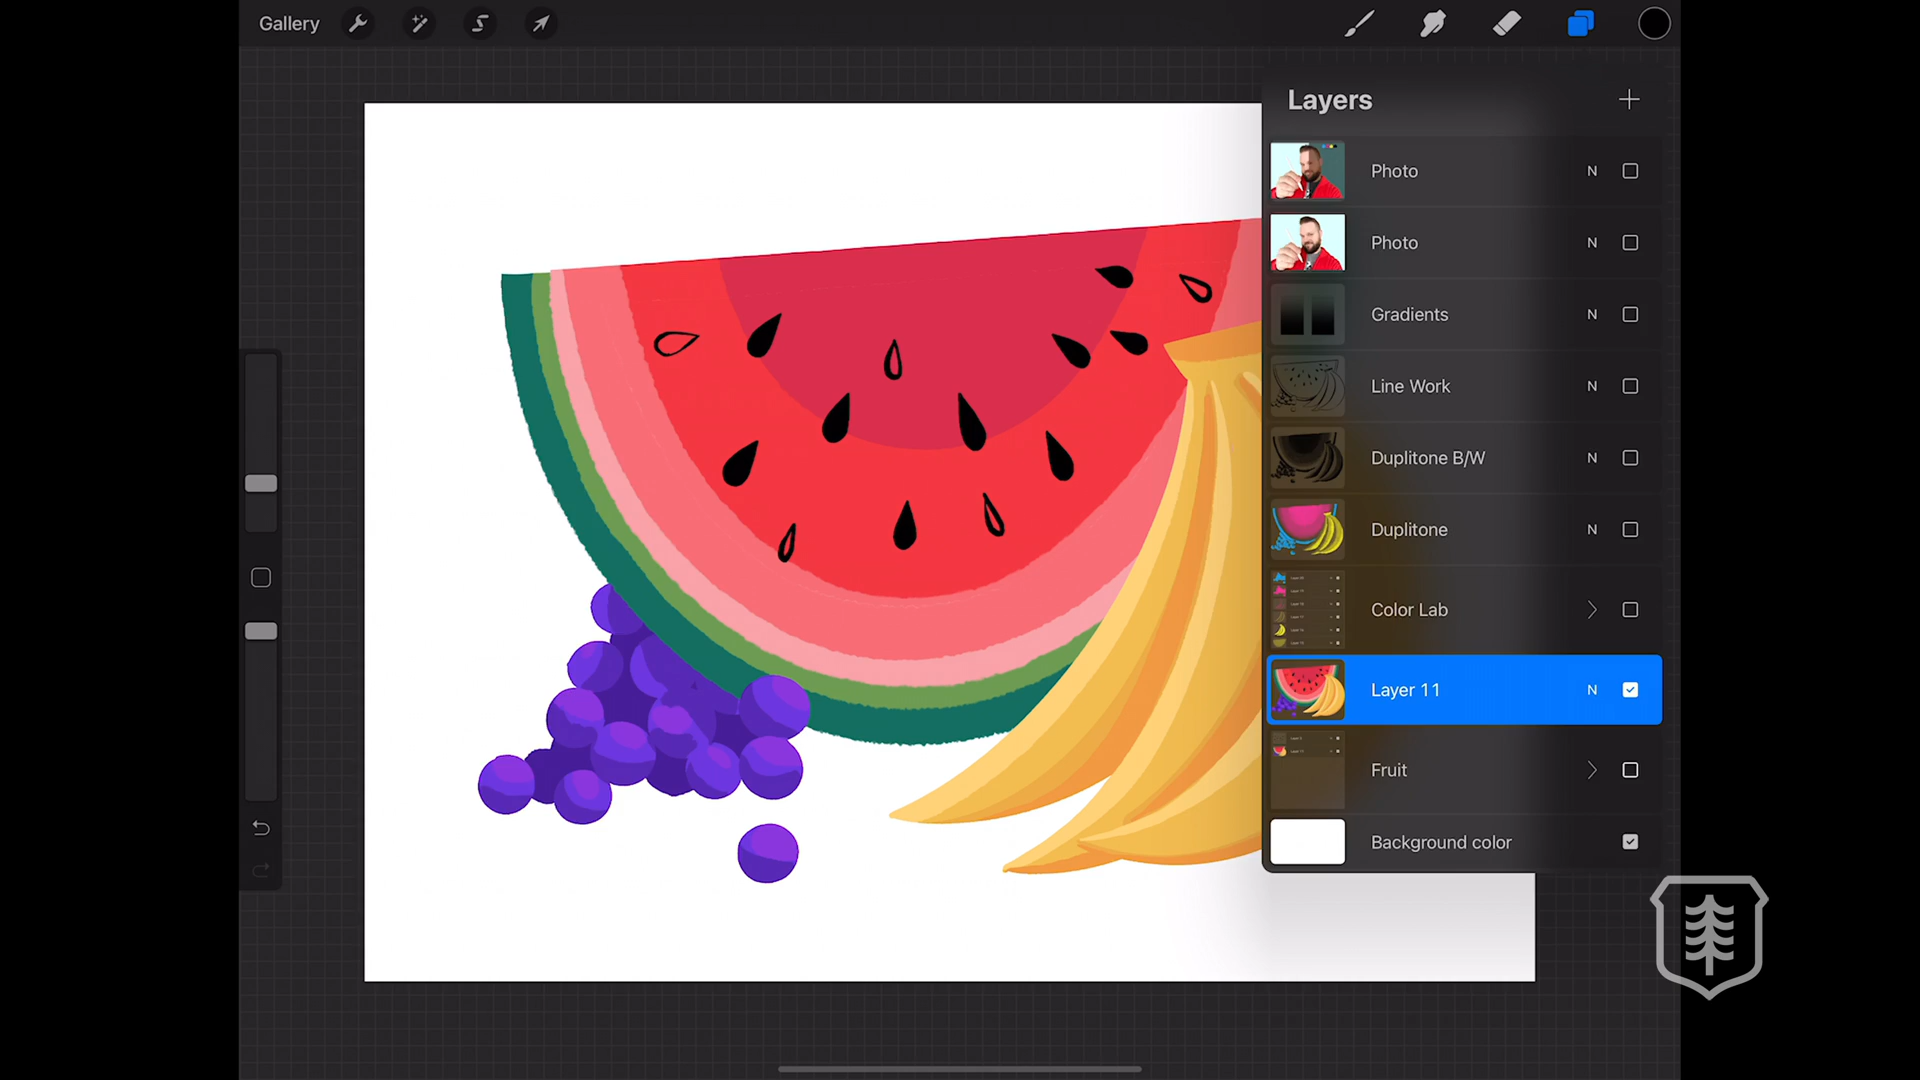 Gallery
Layers
Photo N
Photo N
Gradients N
Line Work N
Duplitone B/W N
Duplitone N
Color Lab
Layer 11 N
Fruit
Background color